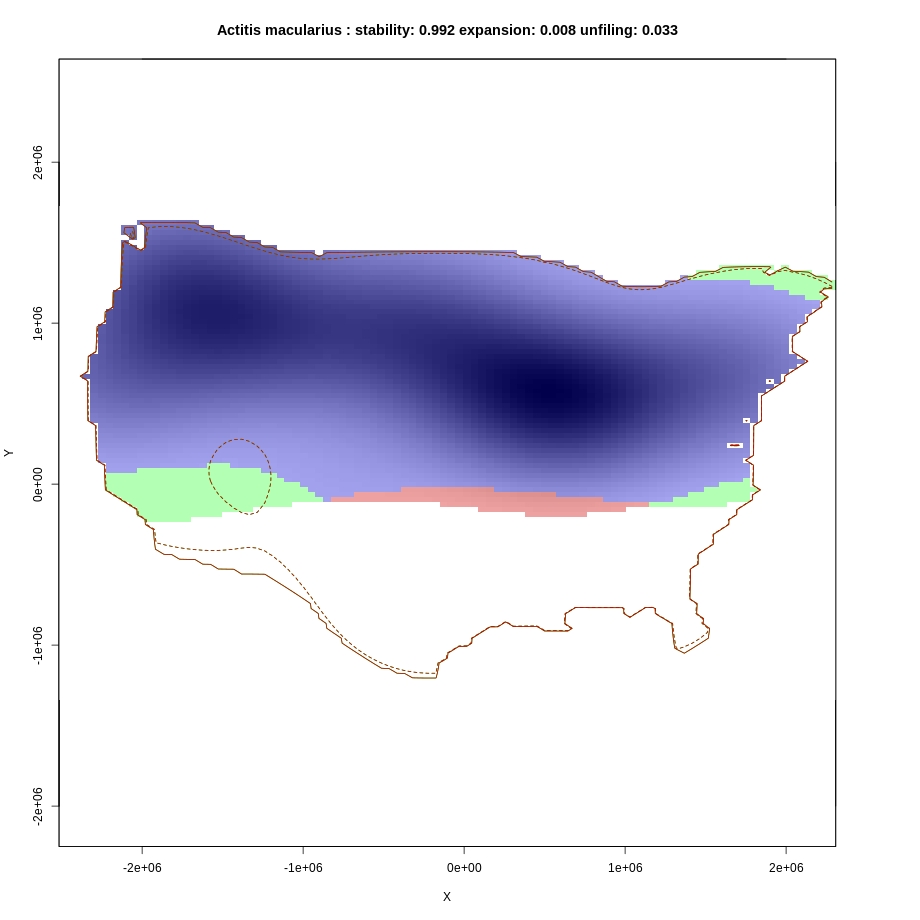 Actitis macularius : stability: 0.992 expansion: 0.008 unfiling: 0.033
2e+06
1e+06
0e+00
-1e+06
-2e+06
Y
-2e+06 -1e+06 0e+00 1e+06 2e+06
X